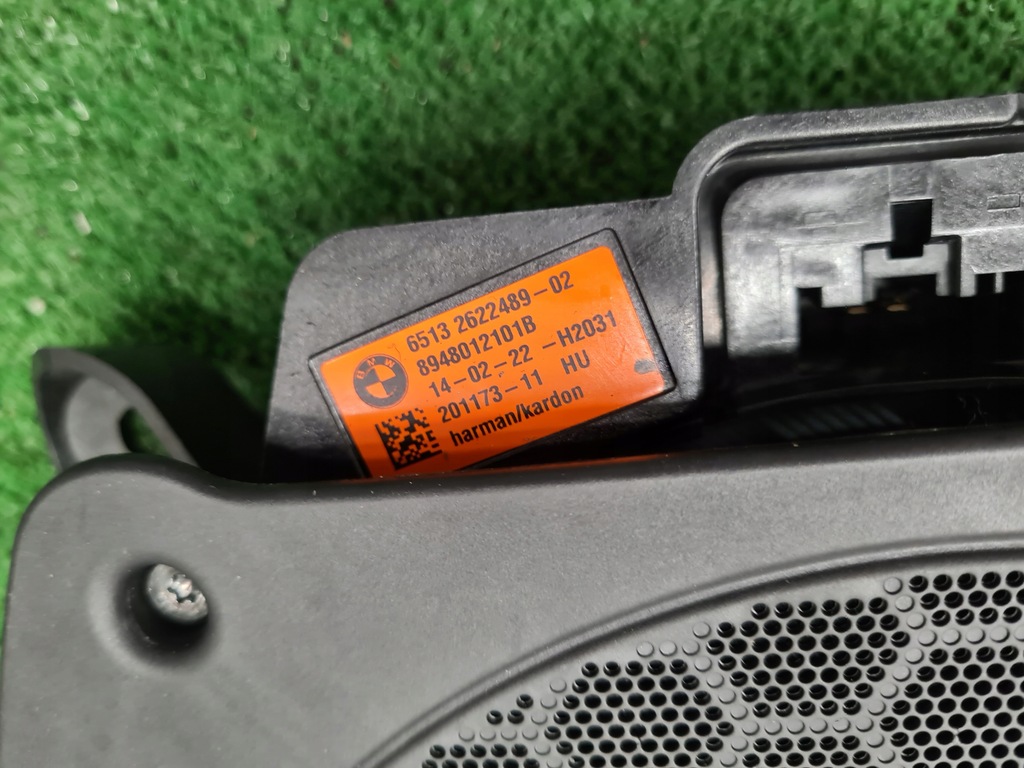 6513 2622489-02
8948012101B
14-02-22 -H2031
201173-11 HU
E
harman/kardon